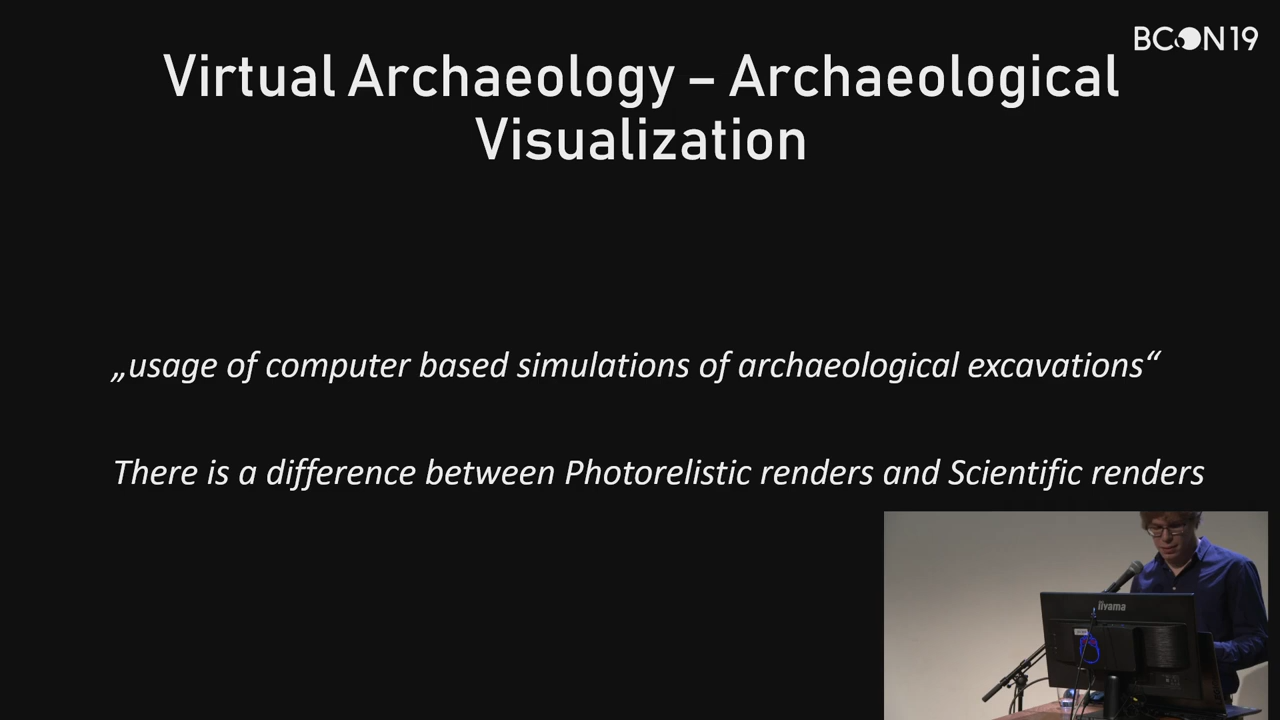 BCON19
Virtual Archaeology – Archaeological
Visualization
„usage of computer based simulations of archaeological excavations“
There is a difference between Photorelistic renders and Scientific renders
iiyama